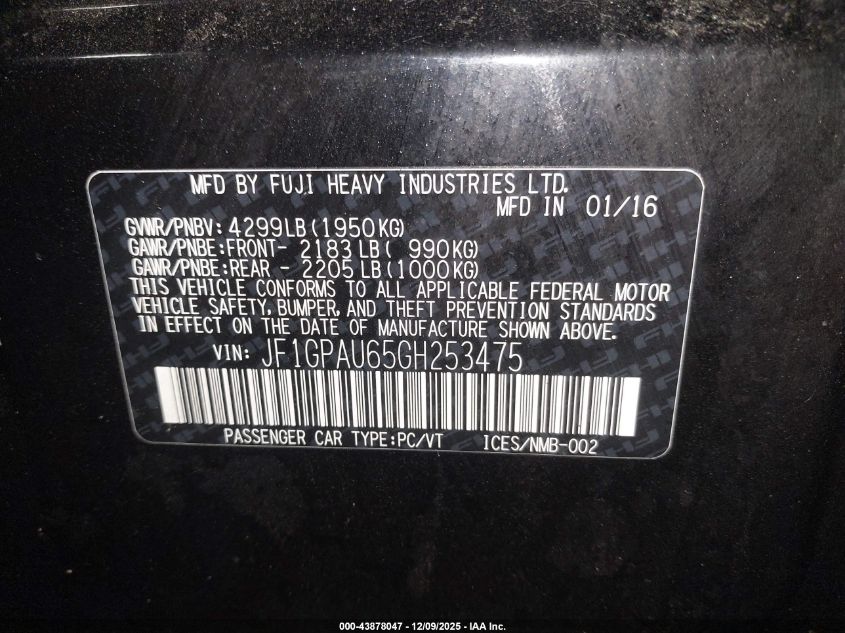 MFD BY FUJI HEAVY INDUSTRIES LTD.
MFD IN 01/16
GVWR/PNBV: 4299LB (1950KG)
GAWR/PNBE: FRONT- 2183 LB ( 990KG)
GAWR/PNBE: REAR - 2205 LB (1000KG)
THIS VEHICLE CONFORMS TO ALL APPLICABLE FEDERAL MOTOR
VEHICLE SAFETY, BUMPER, AND THEFT PREVENTION STANDARDS
IN EFFECT ON THE DATE OF MANUFACTURE SHOWN ABOVE.
VIN: JF1GPAU65GH253475
PASSENGER CAR TYPE:PC/VT ICES/NMB-002
000-43878047 - 12/09/2025 - IAA Inc.